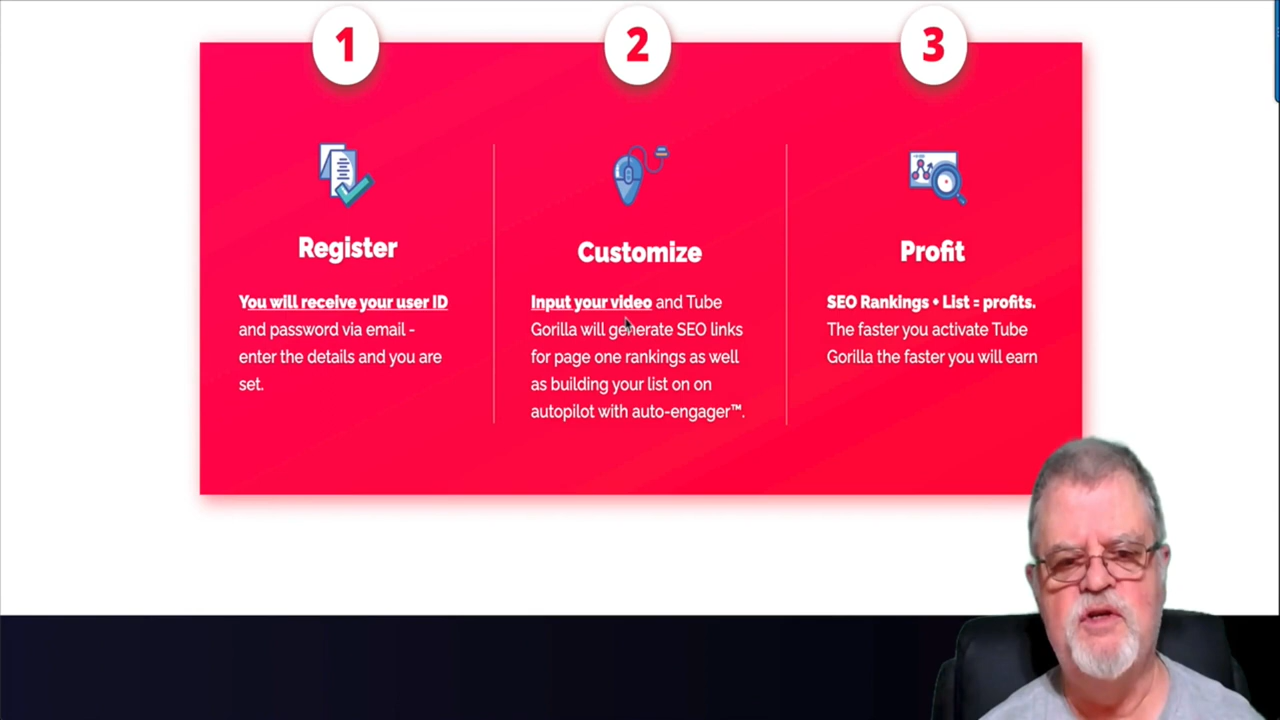 1
2
3
Register
Customize
Profit
You will receive your user ID
and password via email -
enter the details and you are
set.
Input your video and Tube
Gorilla will generate SEO links
for page one rankings as well
as building your list on on
autopilot with auto-engager™.
SEO Rankings + List = profits.
The faster you activate Tube
Gorilla the faster you will earn